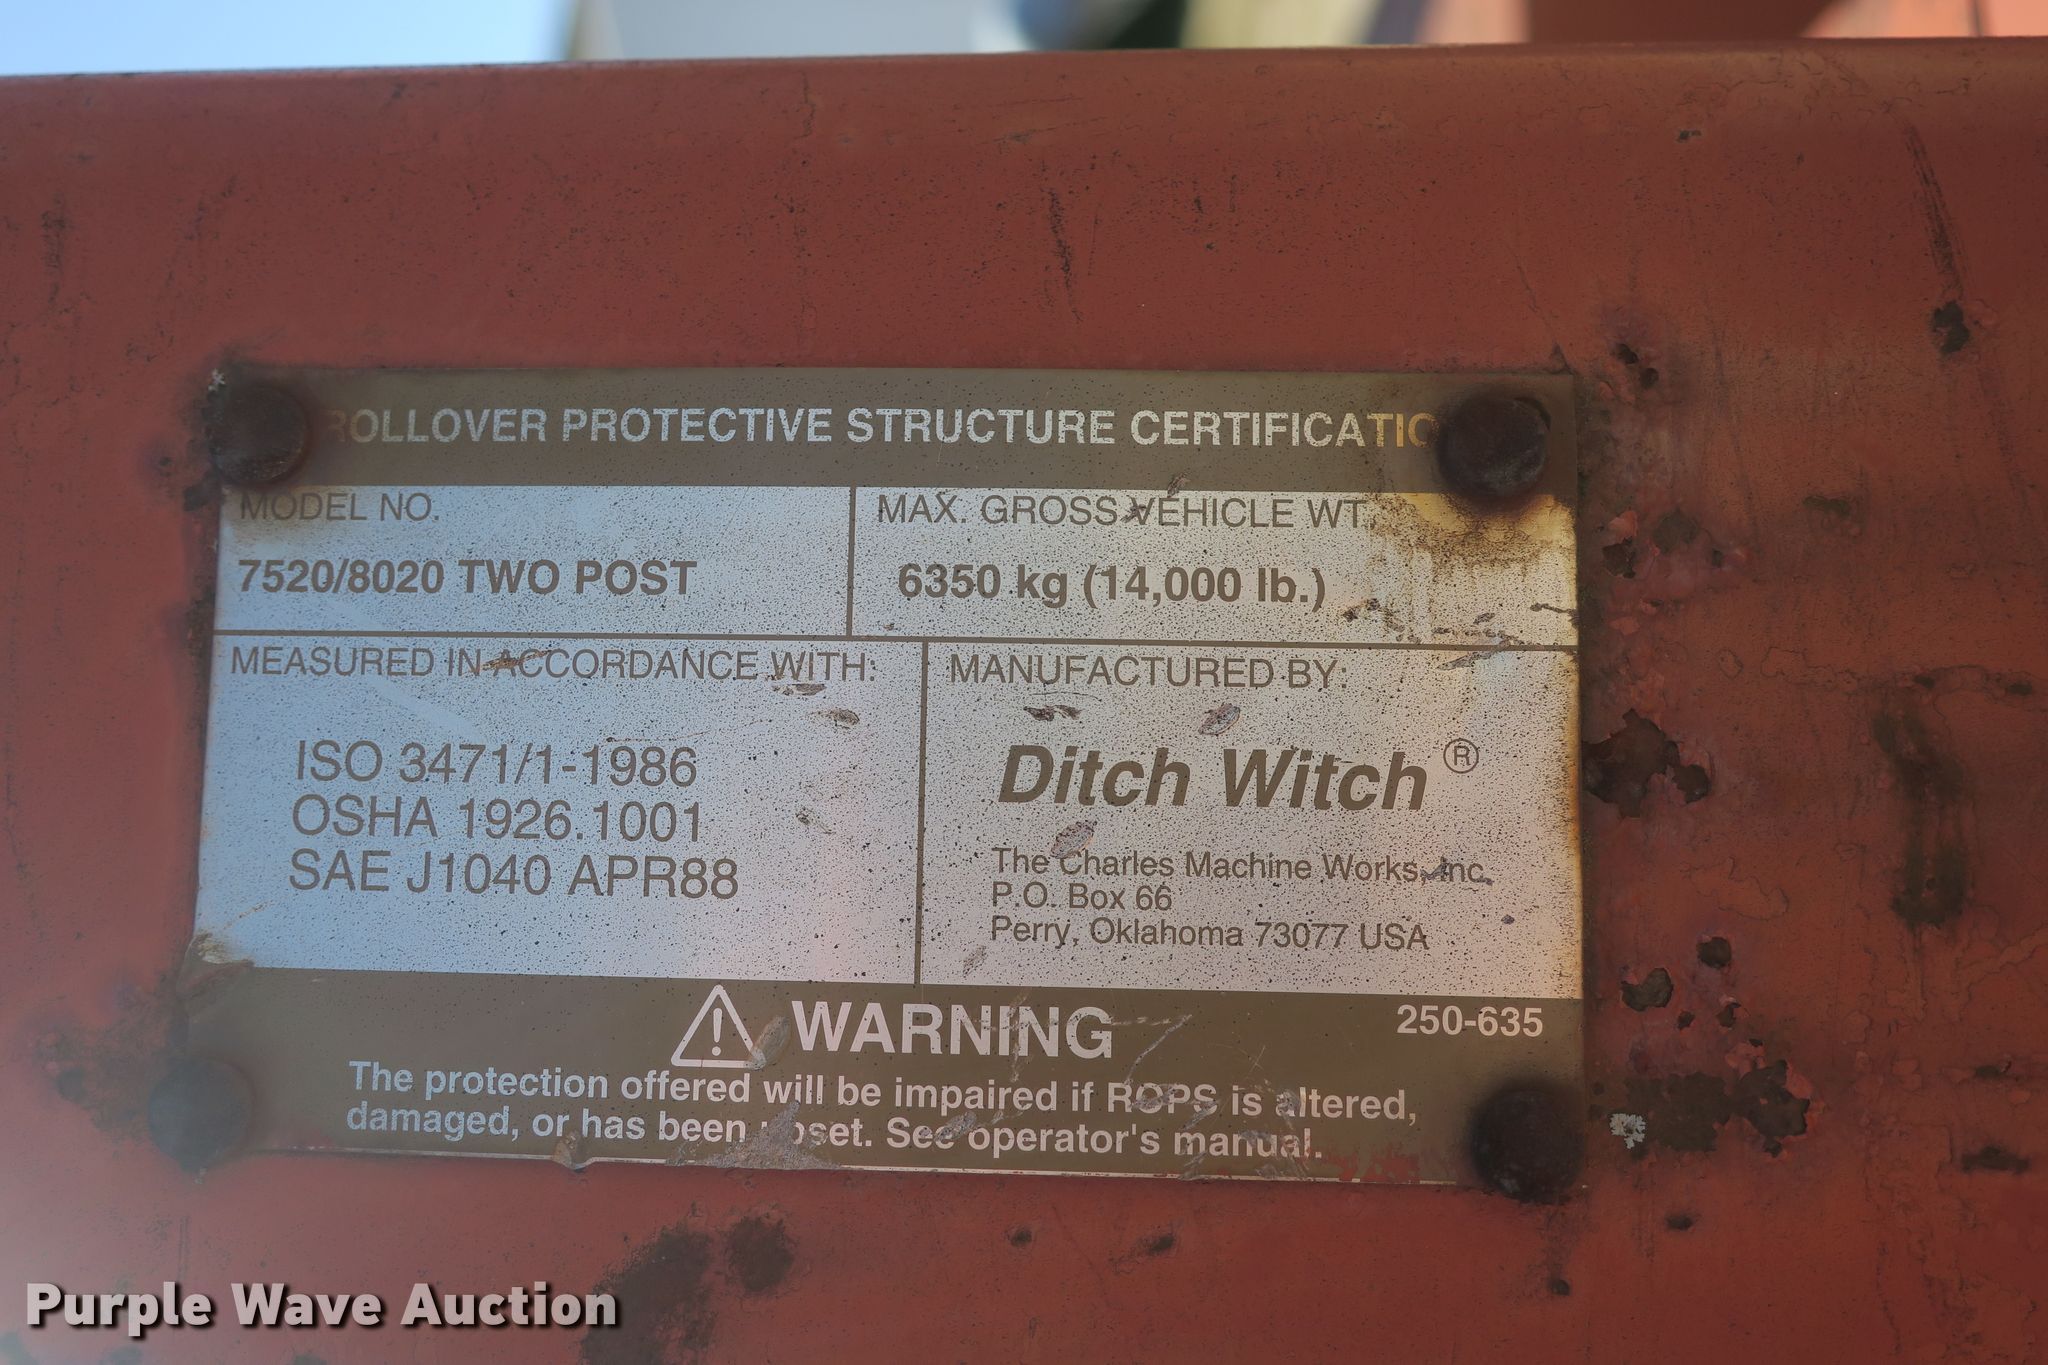 ROLLOVER PROTECTIVE STRUCTURE CERTIFICATIO
MODEL NO.
7520/8020 TWO POST
MAX. GROSS VEHICLE WT.
6350 kg (14,000 lb.)
MEASURED IN ACCORDANCE WITH:
ISO 3471/1-1986
OSHA 1926.1001
SAE J1040 APR88
MANUFACTURED BY:
Ditch Witch®
The Charles Machine Works, Inc.
P.O. Box 66
Perry, Oklahoma 73077 USA
⚠ WARNING
250-635
The protection offered will be impaired if ROPS is altered,
damaged, or has been upset. See operator's manual.
Purple Wave Auction